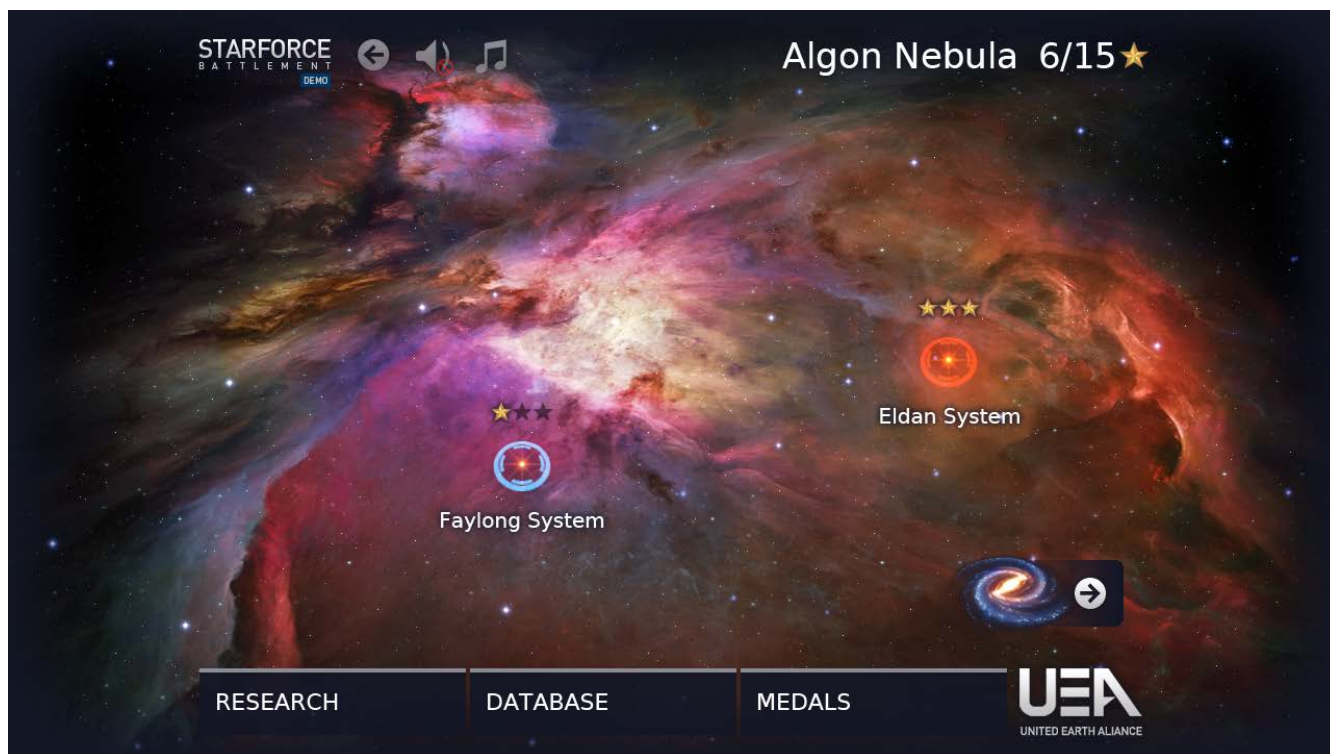 STARFORCE
BATTLEMENT
DEMO
Algon Nebula 6/15
Eldan System
Faylong System
RESEARCH
DATABASE
MEDALS
UEA
UNITED EARTH ALIANCE